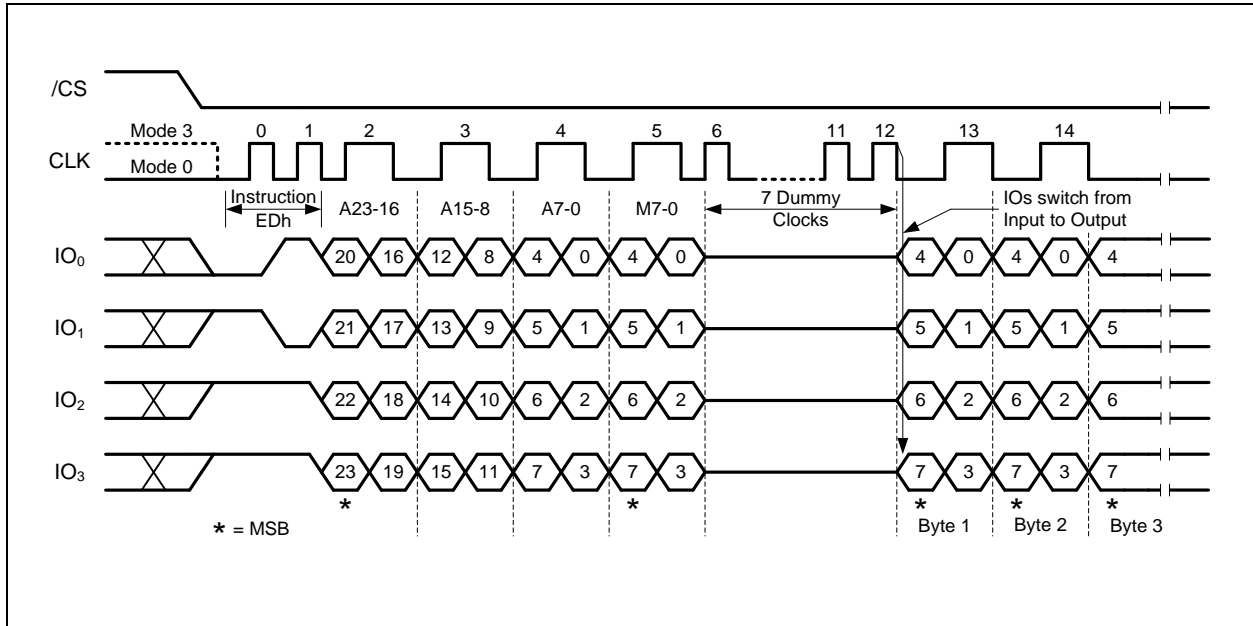 /CS
Mode 3 0 1 2 3 4 5 6 11 12 13 14
CLK
Mode 0
Instruction
EDh
A23-16 A15-8 A7-0 M7-0
7 Dummy
Clocks
IOs switch from
Input to Output
IO₀ 20 16 12 8 4 0 4 0 4 0 4 0 4
IO₁ 21 17 13 9 5 1 5 1 5 1 5 1 5
IO₂ 22 18 14 10 6 2 6 2 6 2 6 2 6
IO₃ 23 19 15 11 7 3 7 3 7 3 7 3 7
* * * * *
* = MSB
Byte 1 Byte 2 Byte 3